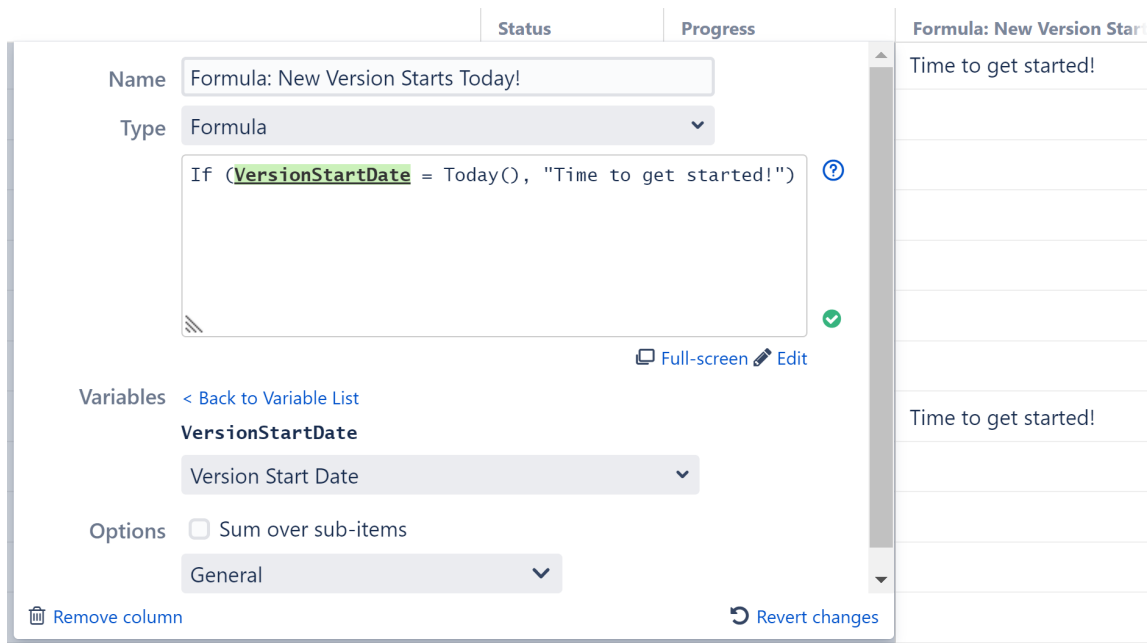 Status Progress Formula: New Version Star
Name Formula: New Version Starts Today! Time to get started!
Type Formula
If (VersionStartDate = Today(), "Time to get started!")
Full-screen Edit
Variables < Back to Variable List
Time to get started!
VersionStartDate
Version Start Date
Options Sum over sub-items
General
Remove column Revert changes